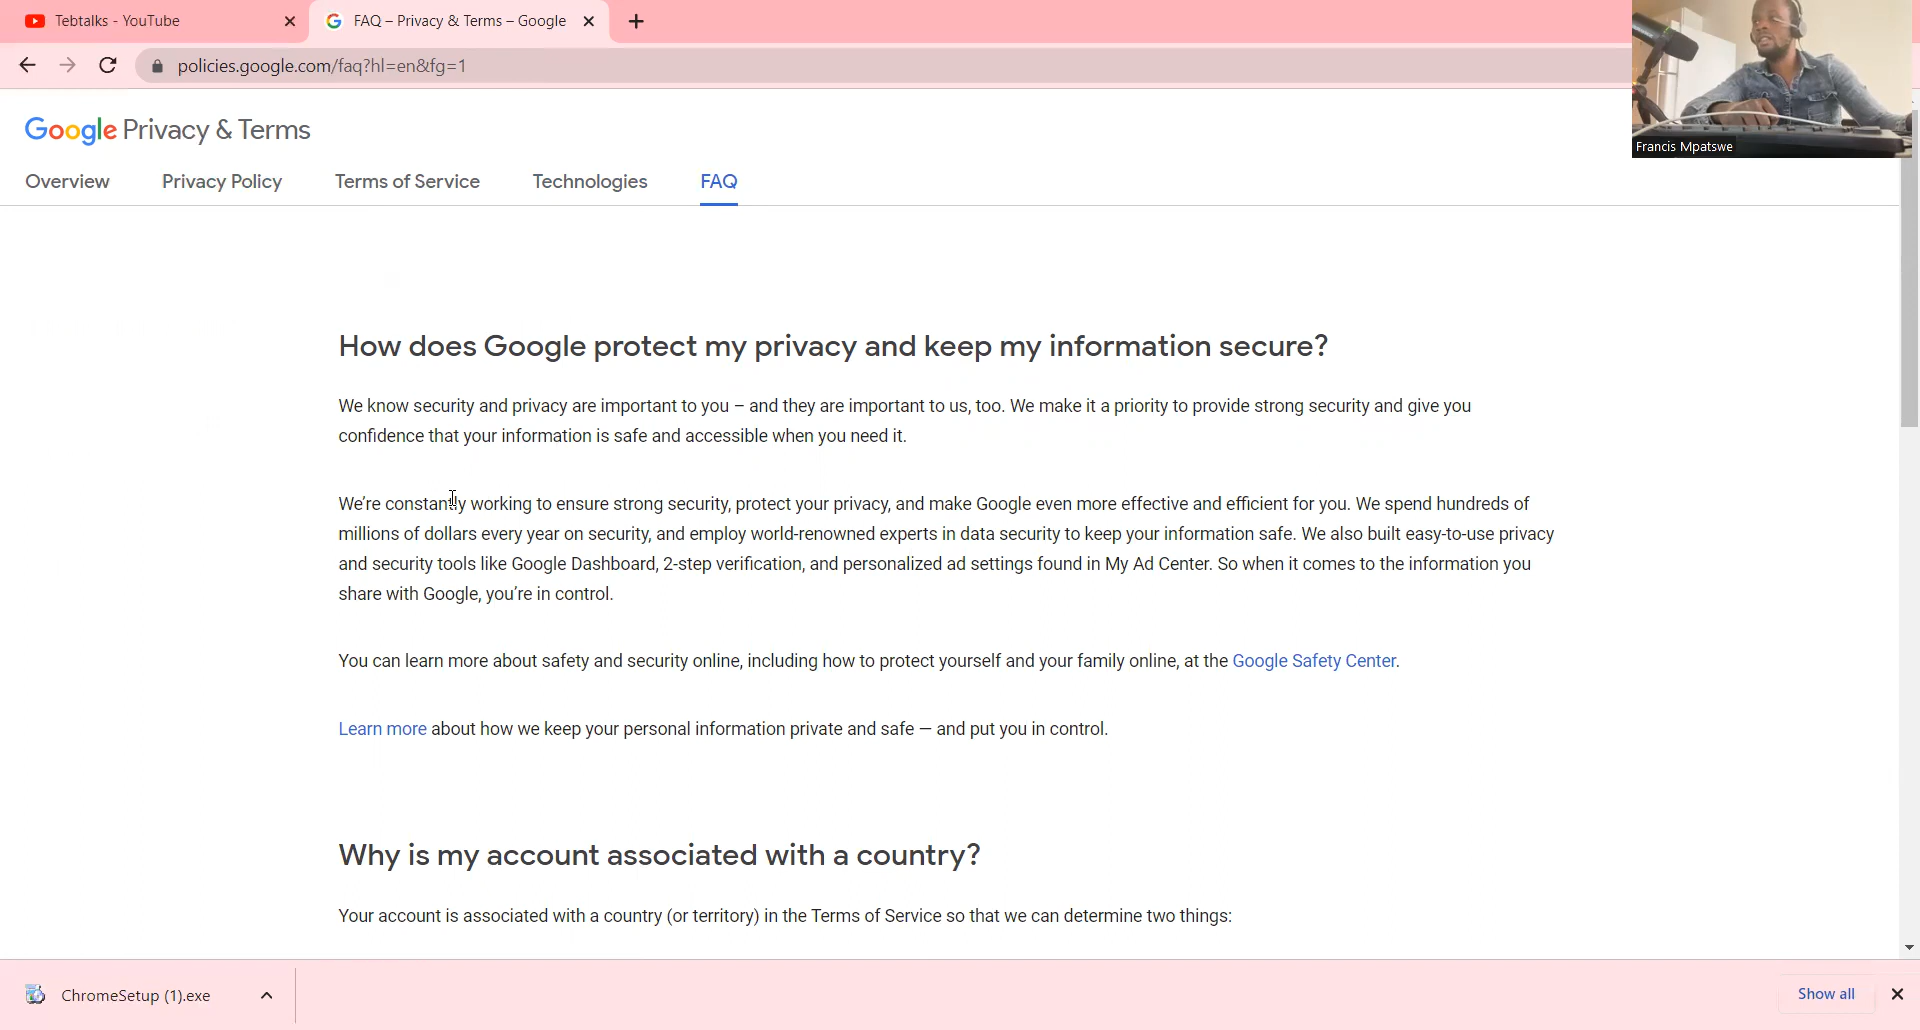 Tebtalks - YouTube
FAQ – Privacy & Terms – Google
policies.google.com/faq?hl=en&fg=1
Francis Mpatswe
Google Privacy & Terms
Overview Privacy Policy Terms of Service Technologies FAQ
How does Google protect my privacy and keep my information secure?
We know security and privacy are important to you – and they are important to us, too. We make it a priority to provide strong security and give you
confidence that your information is safe and accessible when you need it.
We’re constantly working to ensure strong security, protect your privacy, and make Google even more effective and efficient for you. We spend hundreds of
millions of dollars every year on security, and employ world-renowned experts in data security to keep your information safe. We also built easy-to-use privacy
and security tools like Google Dashboard, 2-step verification, and personalized ad settings found in My Ad Center. So when it comes to the information you
share with Google, you’re in control.
You can learn more about safety and security online, including how to protect yourself and your family online, at the Google Safety Center.
Learn more about how we keep your personal information private and safe — and put you in control.
Why is my account associated with a country?
Your account is associated with a country (or territory) in the Terms of Service so that we can determine two things:
ChromeSetup (1).exe
Show all